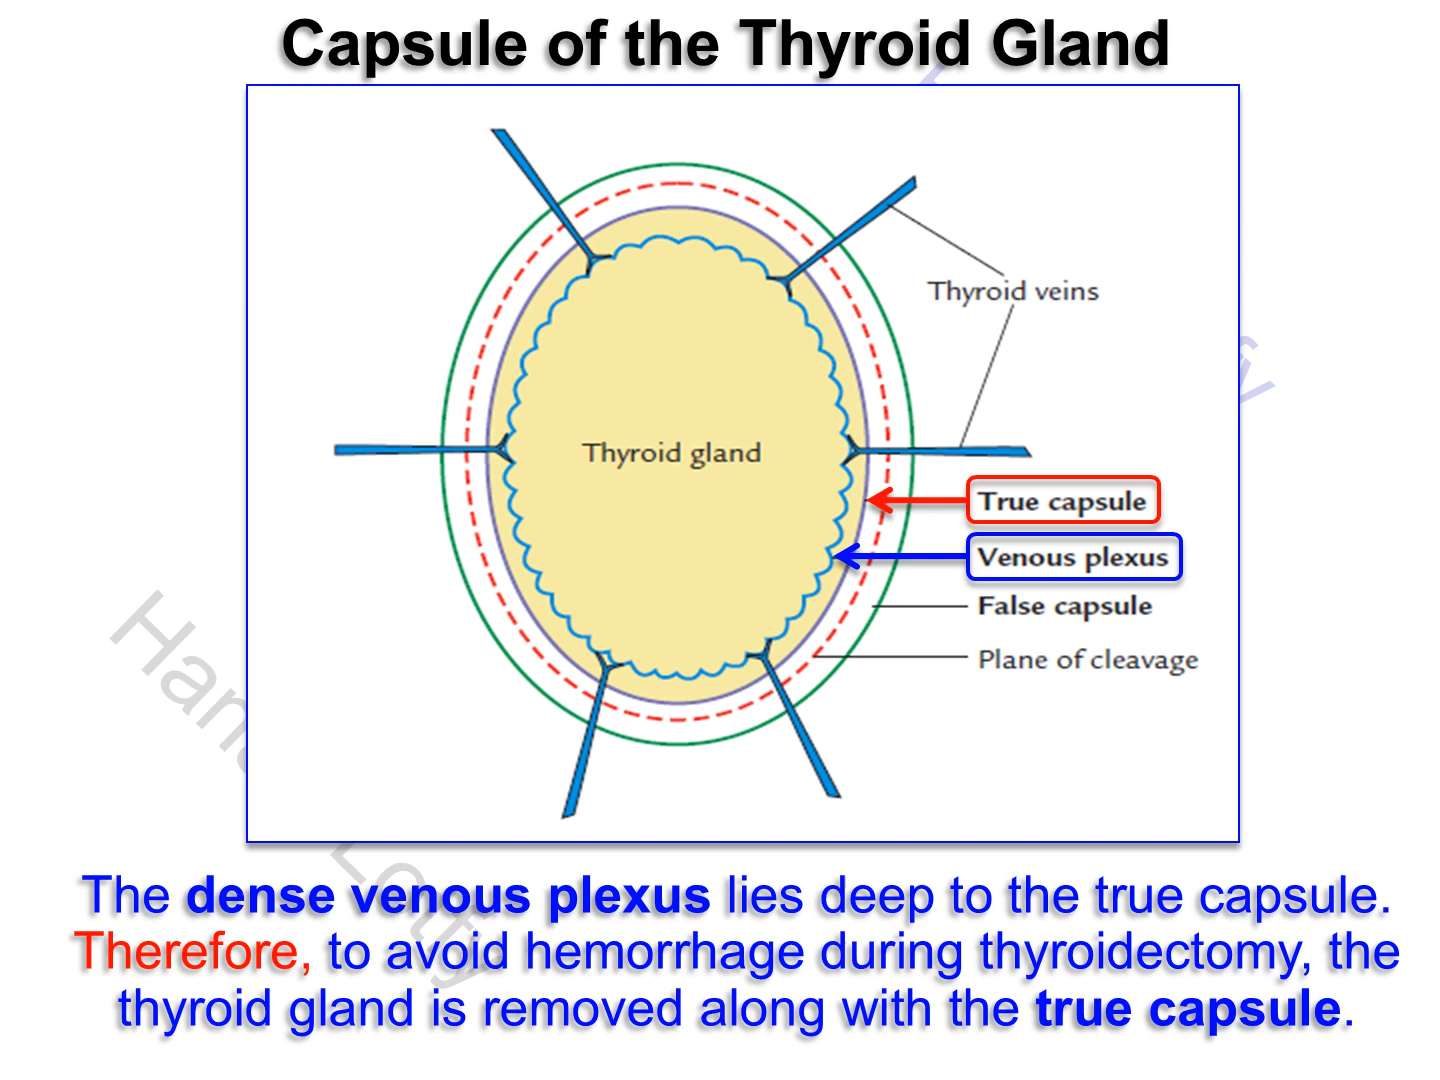 Capsule of the Thyroid Gland
Thyroid veins
Thyroid gland
True capsule
Venous plexus
False capsule
Plane of cleavage
The dense venous plexus lies deep to the true capsule.
Therefore, to avoid hemorrhage during thyroidectomy, the
thyroid gland is removed along with the true capsule.